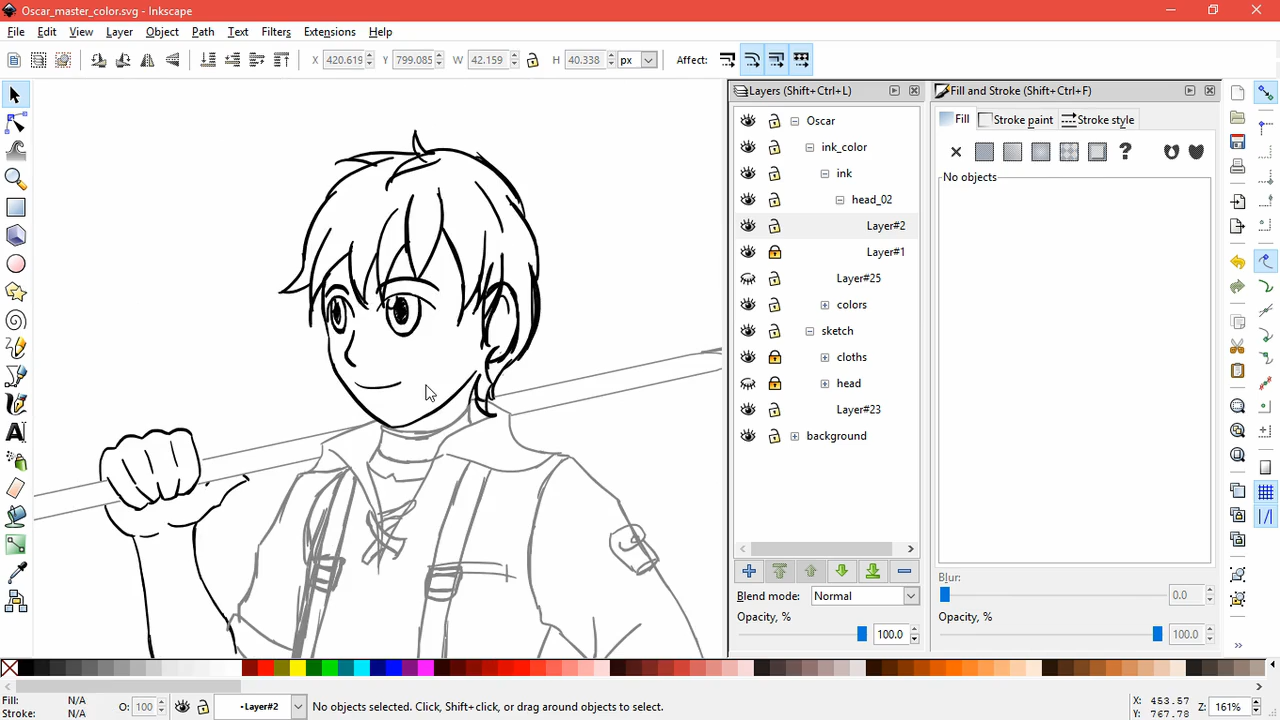 Oscar_master_color.svg - Inkscape
File Edit View Layer Object Path Text Filters Extensions Help
X 420.619 Y 799.085 W 42.159 H 40.338 px Affect:
Layers (Shift+Ctrl+L)
Fill and Stroke (Shift+Ctrl+F)
Oscar
ink_color
ink
head_02
Layer#2
Layer#1
Layer#25
colors
sketch
cloths
head
Layer#23
background
Fill Stroke paint Stroke style
?
No objects
Blend mode: Normal
Opacity, %
100.0
Blur:
0.0
Opacity, %
100.0
Fill: N/A
Stroke: N/A
O: 100
•Layer#2
No objects selected. Click, Shift+click, or drag around objects to select.
X: 453.57
Y: 767.78
Z: 161%